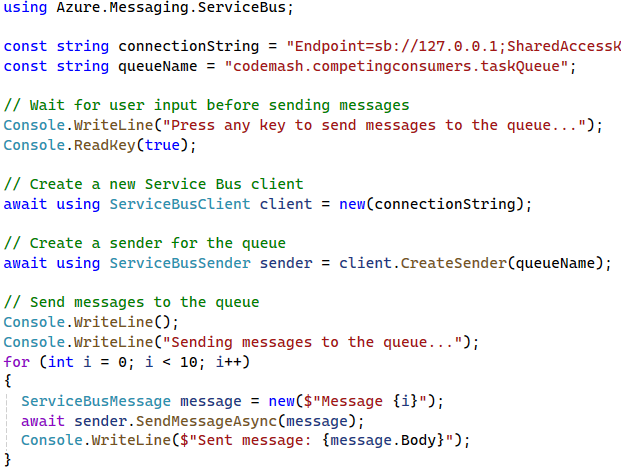 using Azure.Messaging.ServiceBus;

const string connectionString = "Endpoint=sb://127.0.0.1;SharedAccessK
const string queueName = "codemash.competingconsumers.taskQueue";

// Wait for user input before sending messages
Console.WriteLine("Press any key to send messages to the queue...");
Console.ReadKey(true);

// Create a new Service Bus client
await using ServiceBusClient client = new(connectionString);

// Create a sender for the queue
await using ServiceBusSender sender = client.CreateSender(queueName);

// Send messages to the queue
Console.WriteLine();
Console.WriteLine("Sending messages to the queue...");
for (int i = 0; i < 10; i++)
{
  ServiceBusMessage message = new($"Message {i}");
  await sender.SendMessageAsync(message);
  Console.WriteLine($"Sent message: {message.Body}");
}